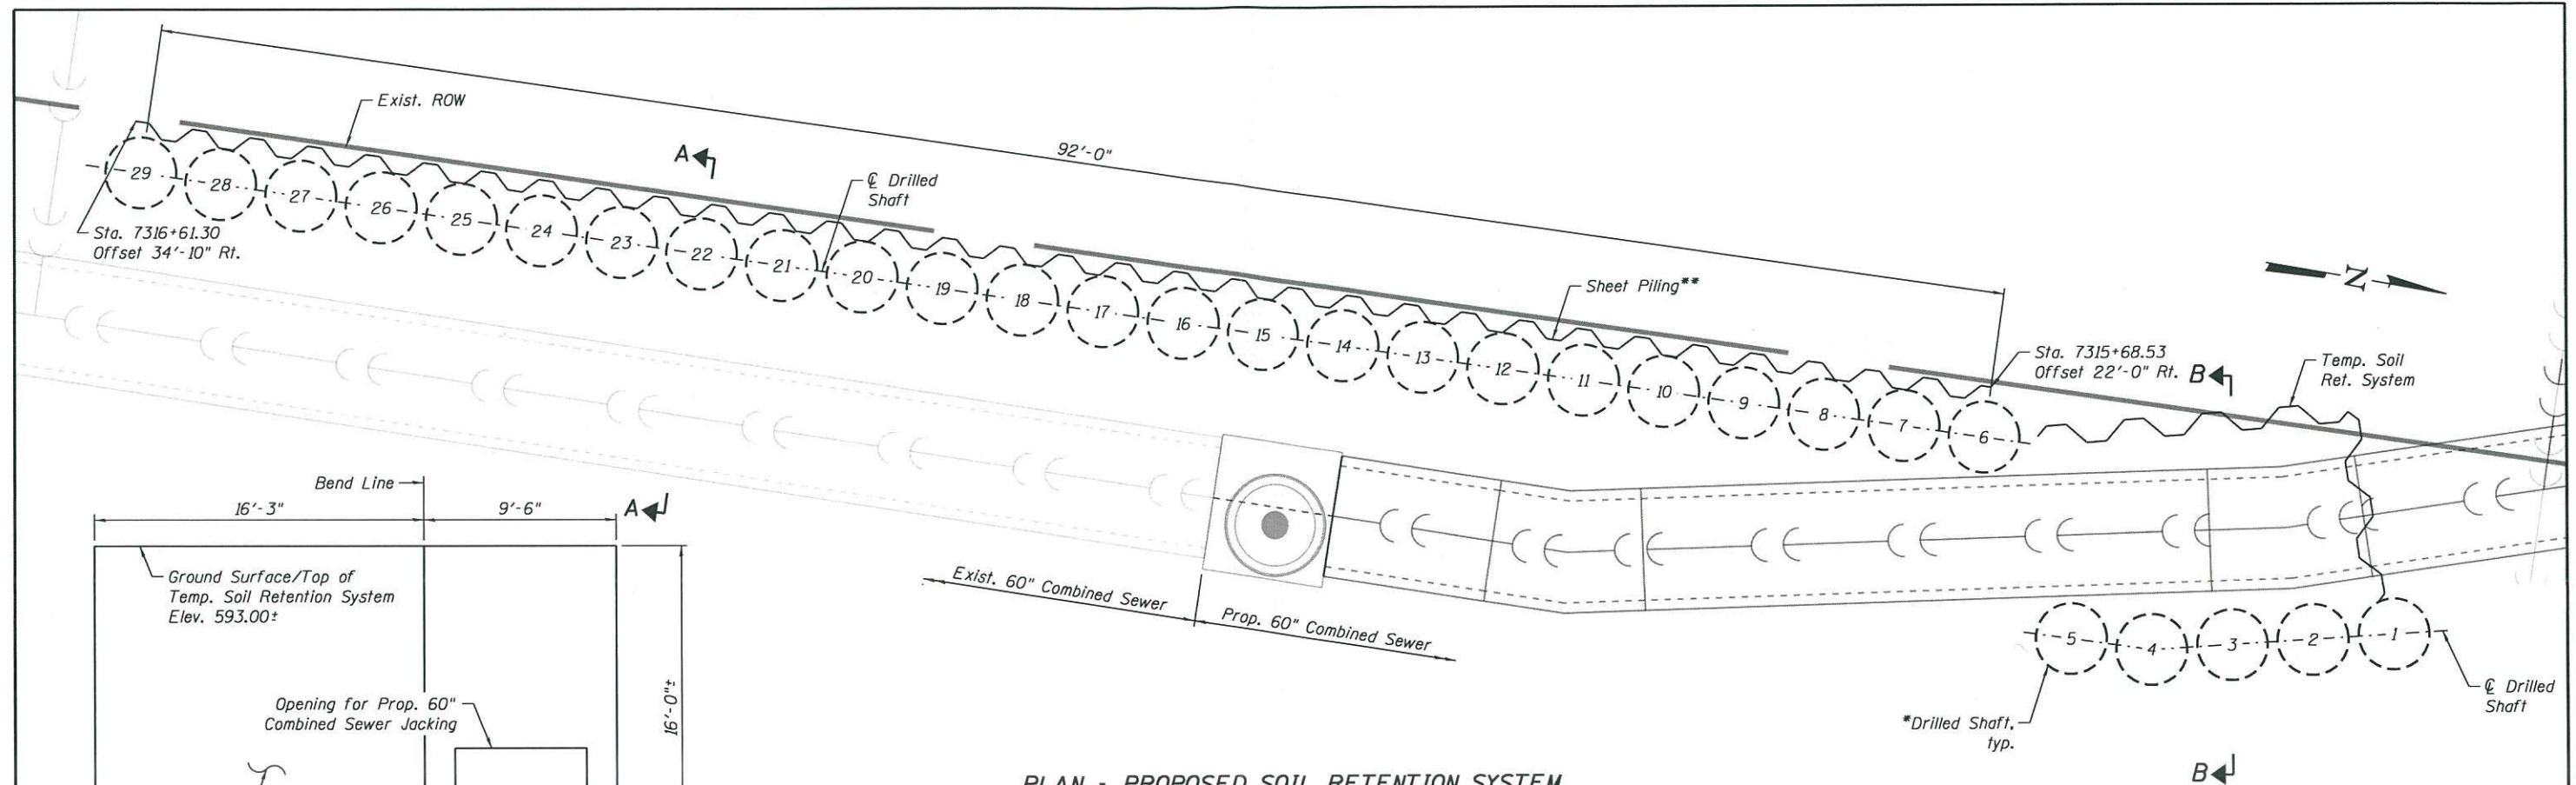 92'-0"
Exist. ROW
A
℄ Drilled
Shaft
29
28
27
26
25
24
23
22
21
20
19
18
17
16
15
14
13
12
11
10
9
8
7
6
Sta. 7316+61.30
Offset 34'-10" Rt.
Sheet Piling**
N
Sta. 7315+68.53
Offset 22'-0" Rt.
B
Temp. Soil
Ret. System
Bend Line
16'-3"
9'-6"
A
Ground Surface/Top of
Temp. Soil Retention System
Elev. 593.00±
Exist. 60" Combined Sewer
Prop. 60" Combined Sewer
5
4
3
2
1
Opening for Prop. 60"
Combined Sewer Jacking
16'-0"±
*Drilled Shaft,
typ.
℄ Drilled
Shaft
B
PLAN - PROPOSED SOIL RETENTION SYSTEM